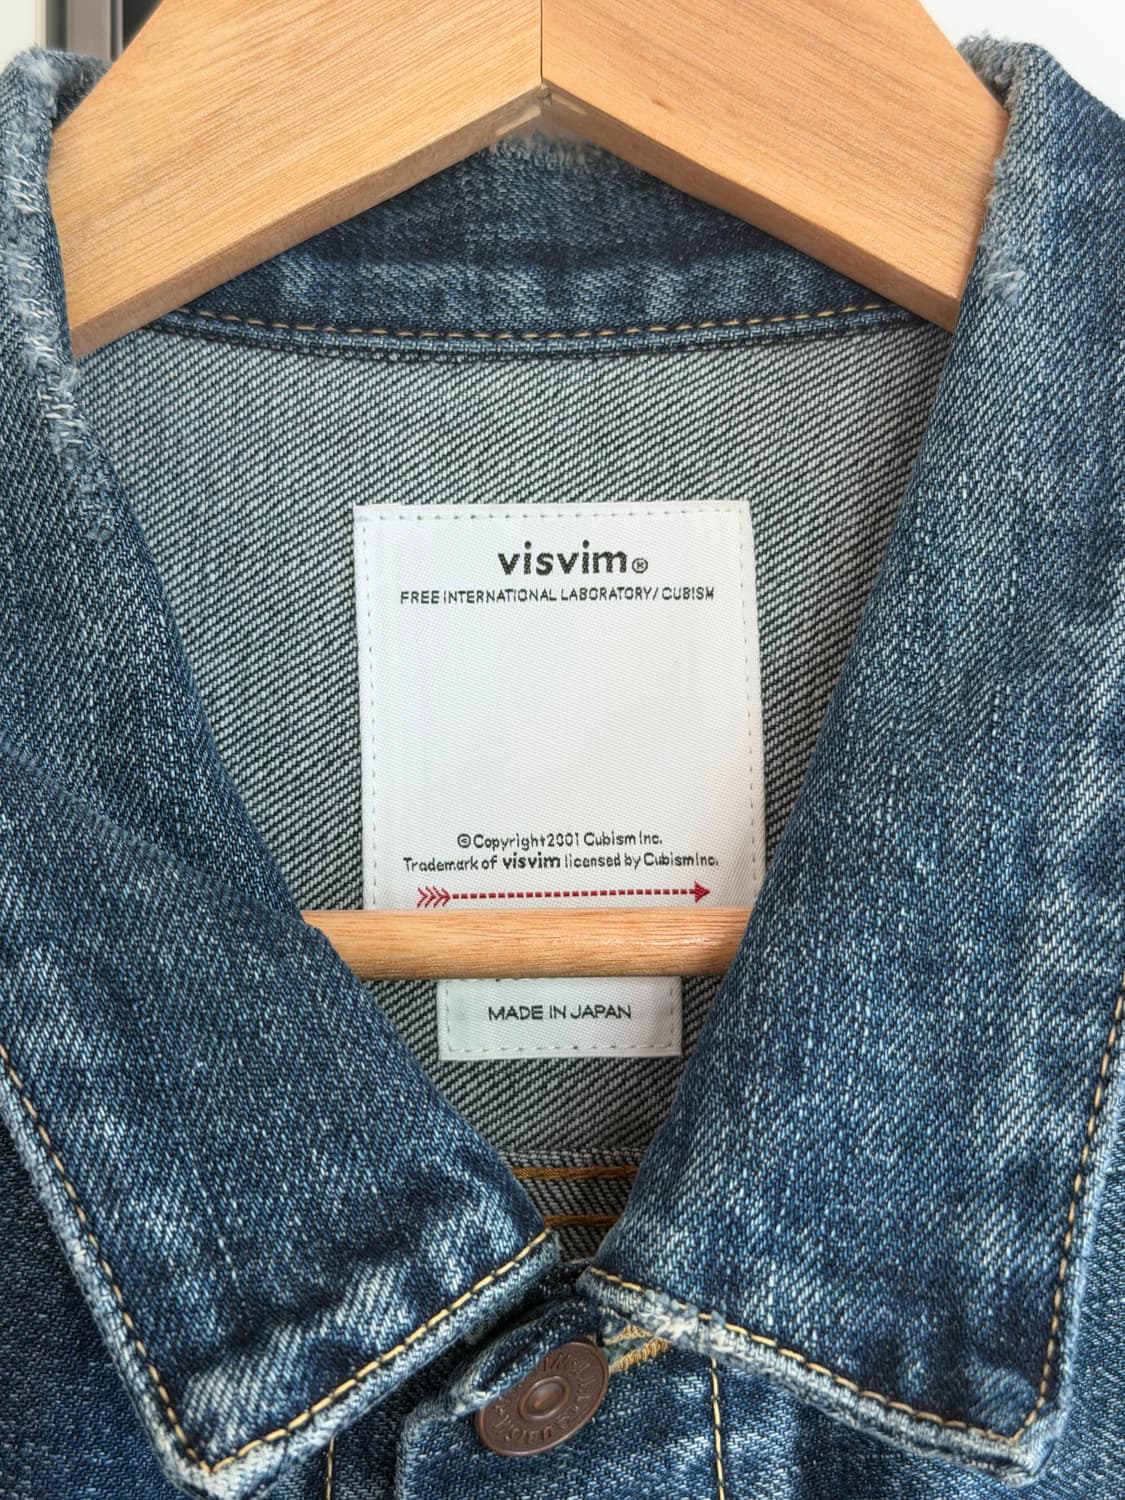 visvim®
FREE INTERNATIONAL LABORATORY/CUBISM
©Copyright2001 Cubism Inc.
Trademark of visvim licensed by Cubism Inc.
MADE IN JAPAN